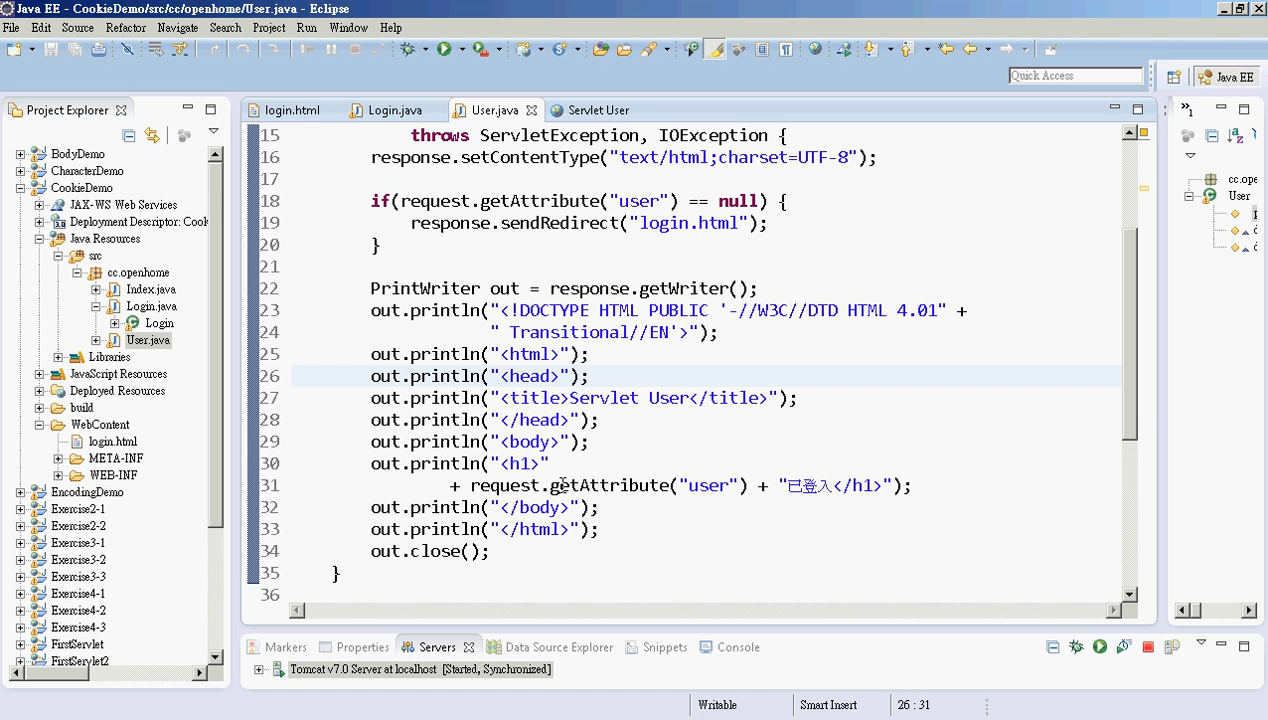 Java EE - CookieDemo/src/cc/openhome/User.java - Eclipse
File Edit Source Refactor Navigate Search Project Run Window Help
Quick Access
Java EE
Project Explorer
login.html Login.java User.java Servlet User
»1
BodyDemo
CharacterDemo
CookieDemo
JAX-WS Web Services
Deployment Descriptor: Cook
Java Resources
src
cc.openhome
Index.java
Login.java
Login
User.java
Libraries
JavaScript Resources
Deployed Resources
build
WebContent
login.html
META-INF
WEB-INF
EncodingDemo
Exercise2-1
Exercise2-2
Exercise3-1
Exercise3-2
Exercise3-3
Exercise4-1
Exercise4-2
Exercise4-3
FirstServlet
FirstServlet2
15 throws ServletException, IOException {
16 response.setContentType("text/html;charset=UTF-8");
17
18 if(request.getAttribute("user") == null) {
19 response.sendRedirect("login.html");
20 }
21
22 PrintWriter out = response.getWriter();
23 out.println("<!DOCTYPE HTML PUBLIC '-//W3C//DTD HTML 4.01" +
24 " Transitional//EN'>");
25 out.println("<html>");
26 out.println("<head>");
27 out.println("<title>Servlet User</title>");
28 out.println("</head>");
29 out.println("<body>");
30 out.println("<h1>"
31 + request.getAttribute("user") + "已登入</h1>");
32 out.println("</body>");
33 out.println("</html>");
34 out.close();
35 }
36
cc.ope
User
Markers Properties Servers Data Source Explorer Snippets Console
Tomcat v7.0 Server at localhost [Started, Synchronized]
Writable Smart Insert 26 : 31